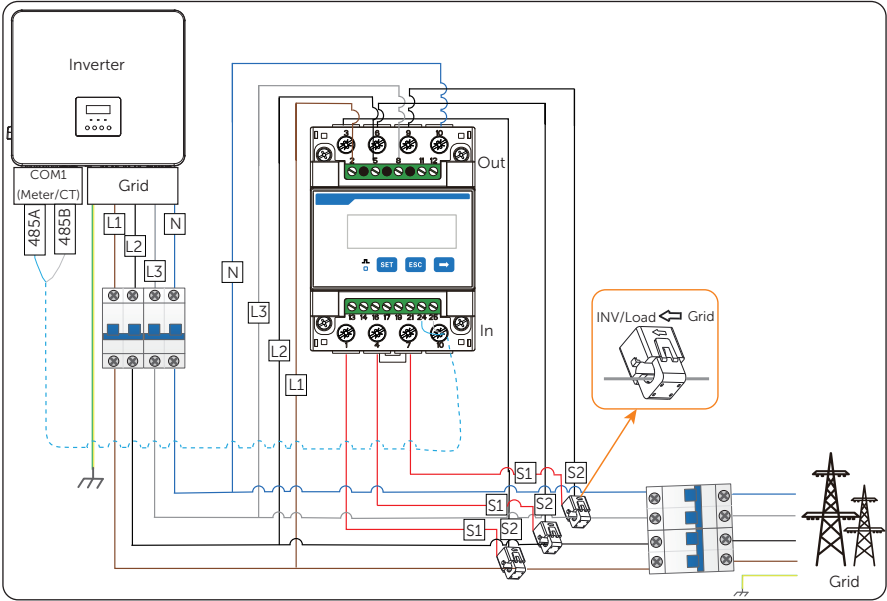 Inverter
COM1
(Meter/CT)
Grid
485A
485B
L1
L2
L3
N
N
L3
L2
L1
3 6 9 10
2 5 8 11 12
Out
SET ESC
13 14 16 17 19 21 24 25
In
1 4 7 10
INV/Load Grid
S1
S2
S1
S2
S1
S2
Grid